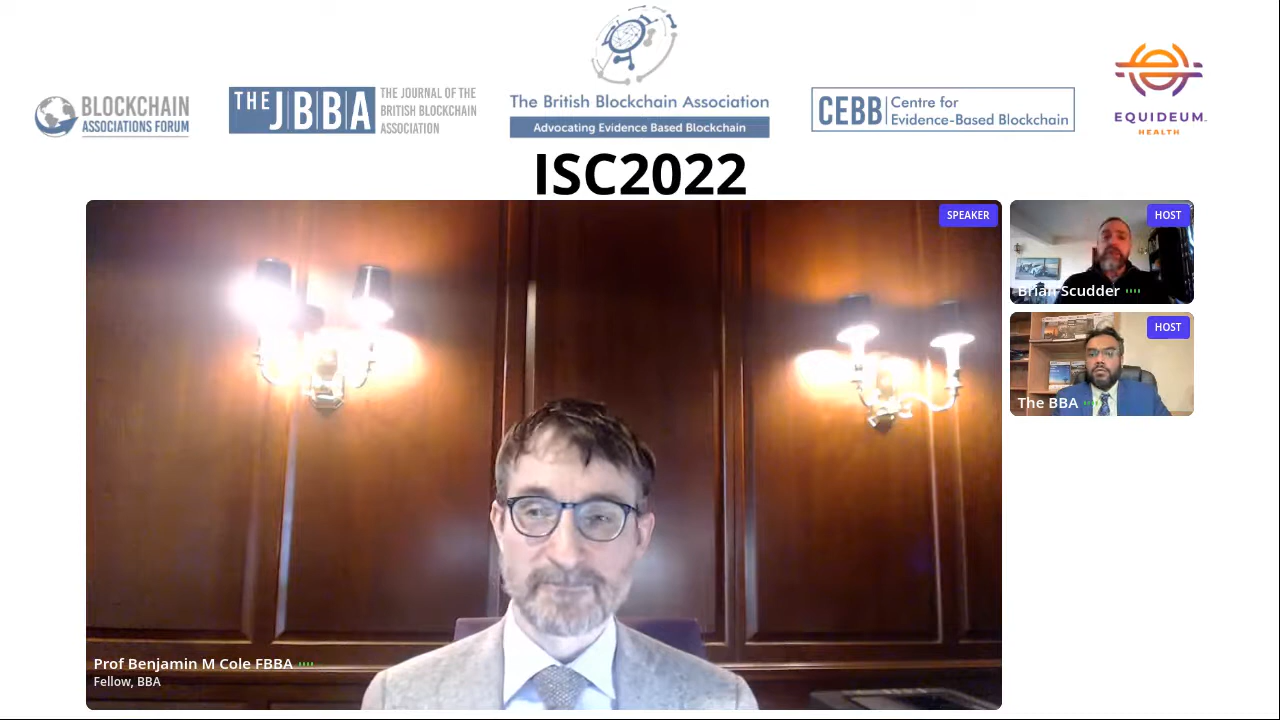 BLOCKCHAIN
ASSOCIATIONS FORUM
THE JBBA
THE JOURNAL OF THE
BRITISH BLOCKCHAIN
ASSOCIATION
The British Blockchain Association
Advocating Evidence Based Blockchain
CEBB
Centre for
Evidence-Based Blockchain
EQUIDEUM
HEALTH
ISC2022
SPEAKER
HOST
Brian Scudder
HOST
The BBA
Prof Benjamin M Cole FBBA
Fellow, BBA